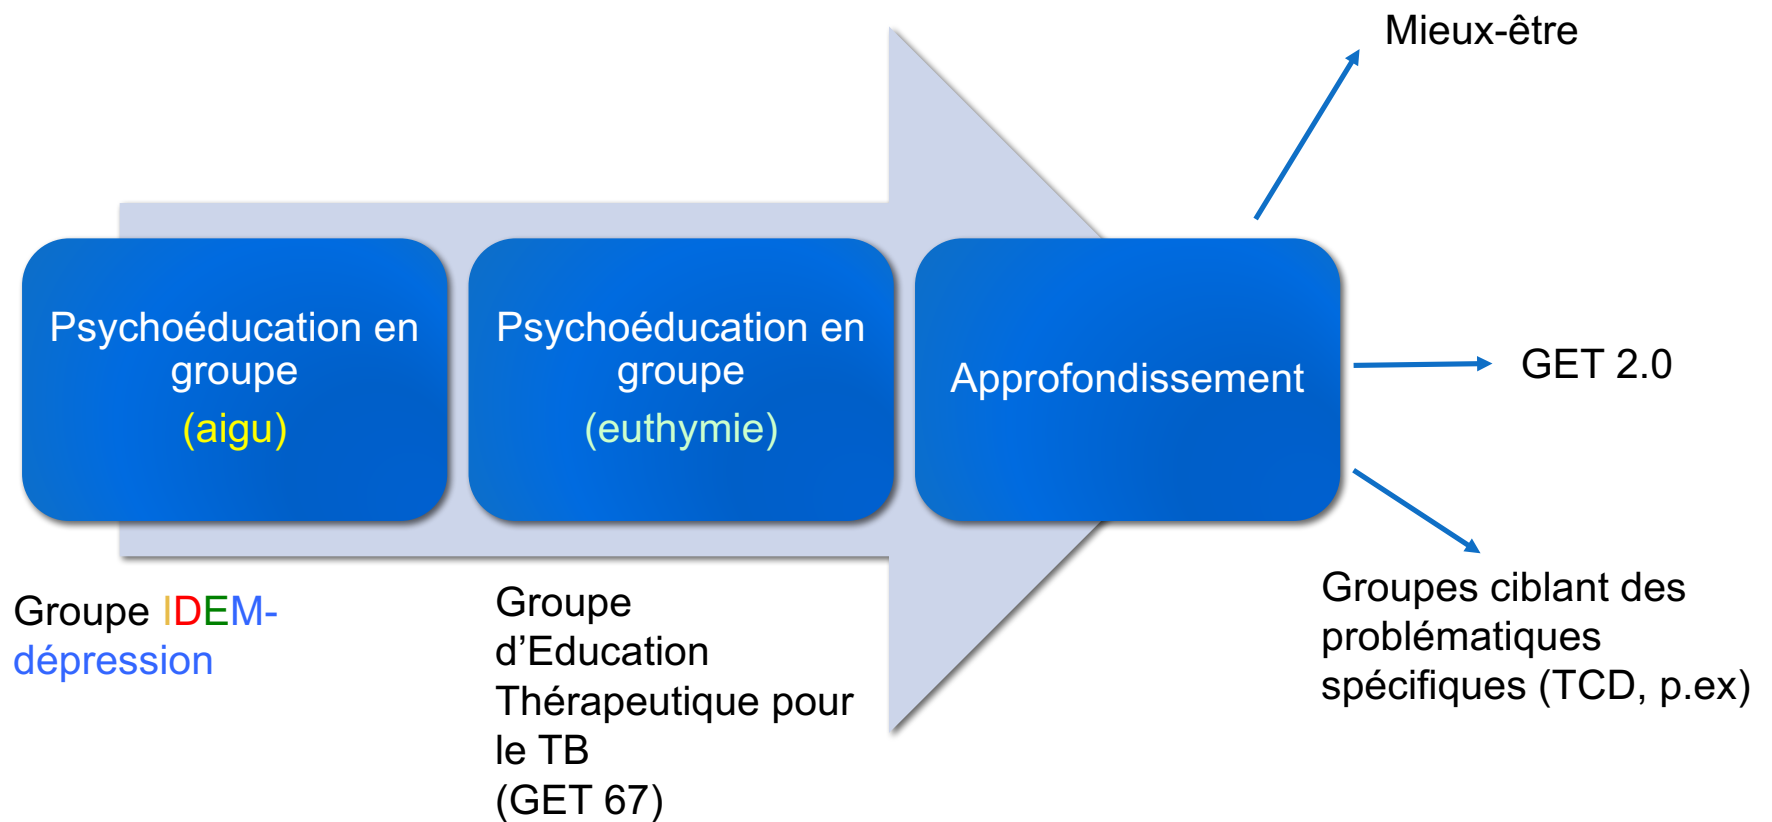 Mieux-être
Psychoéducation en
groupe
(aigu)
Psychoéducation en
groupe
(euthymie)
Approfondissement
GET 2.0
Groupe IDEM-
dépression
Groupe
d’Education
Thérapeutique pour
le TB
(GET 67)
Groupes ciblant des
problématiques
spécifiques (TCD, p.ex)